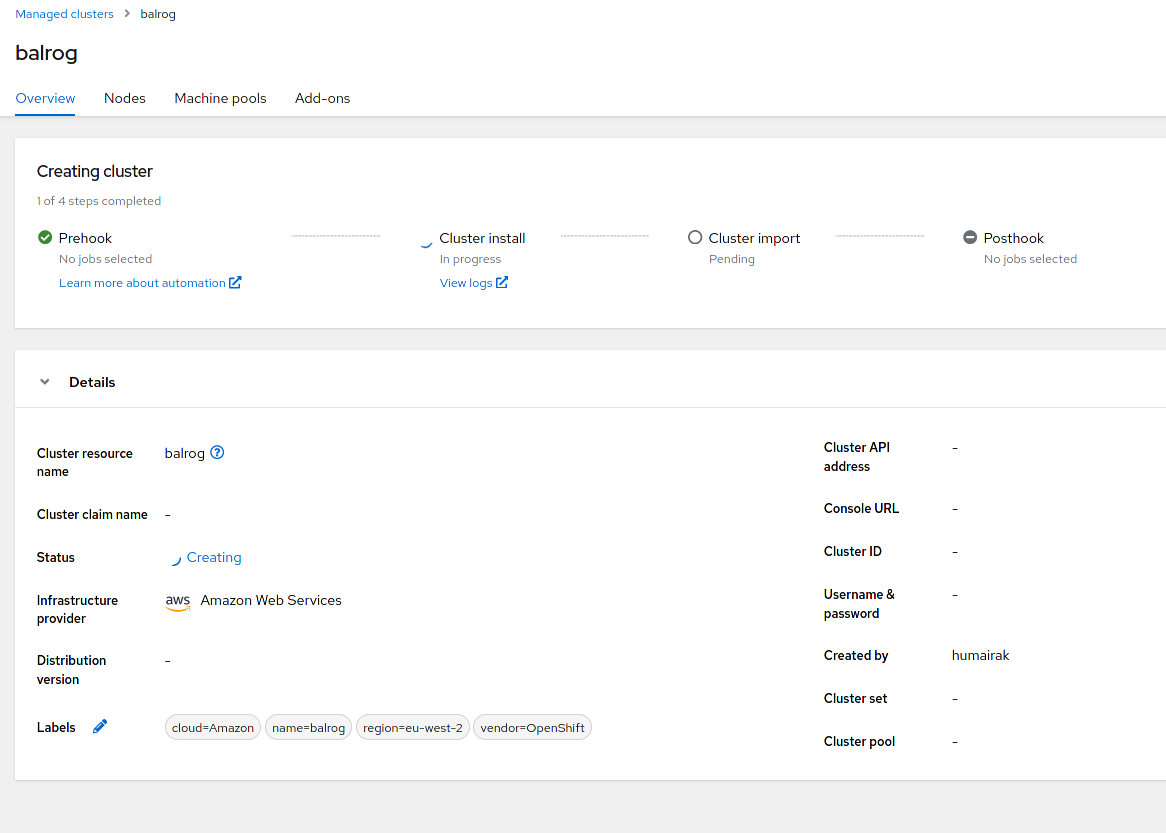 Managed clusters > balrog
balrog
Overview Nodes Machine pools Add-ons
Creating cluster
1 of 4 steps completed
Prehook
No jobs selected
Learn more about automation
Cluster install
In progress
View logs
Cluster import
Pending
Posthook
No jobs selected
Details
Cluster resource
name
balrog
Cluster claim name -
Status Creating
Infrastructure
provider
aws Amazon Web Services
Distribution
version
-
Labels cloud=Amazon name=balrog region=eu-west-2 vendor=OpenShift
Cluster API
address
-
Console URL -
Cluster ID -
Username &
password
-
Created by humairak
Cluster set -
Cluster pool -